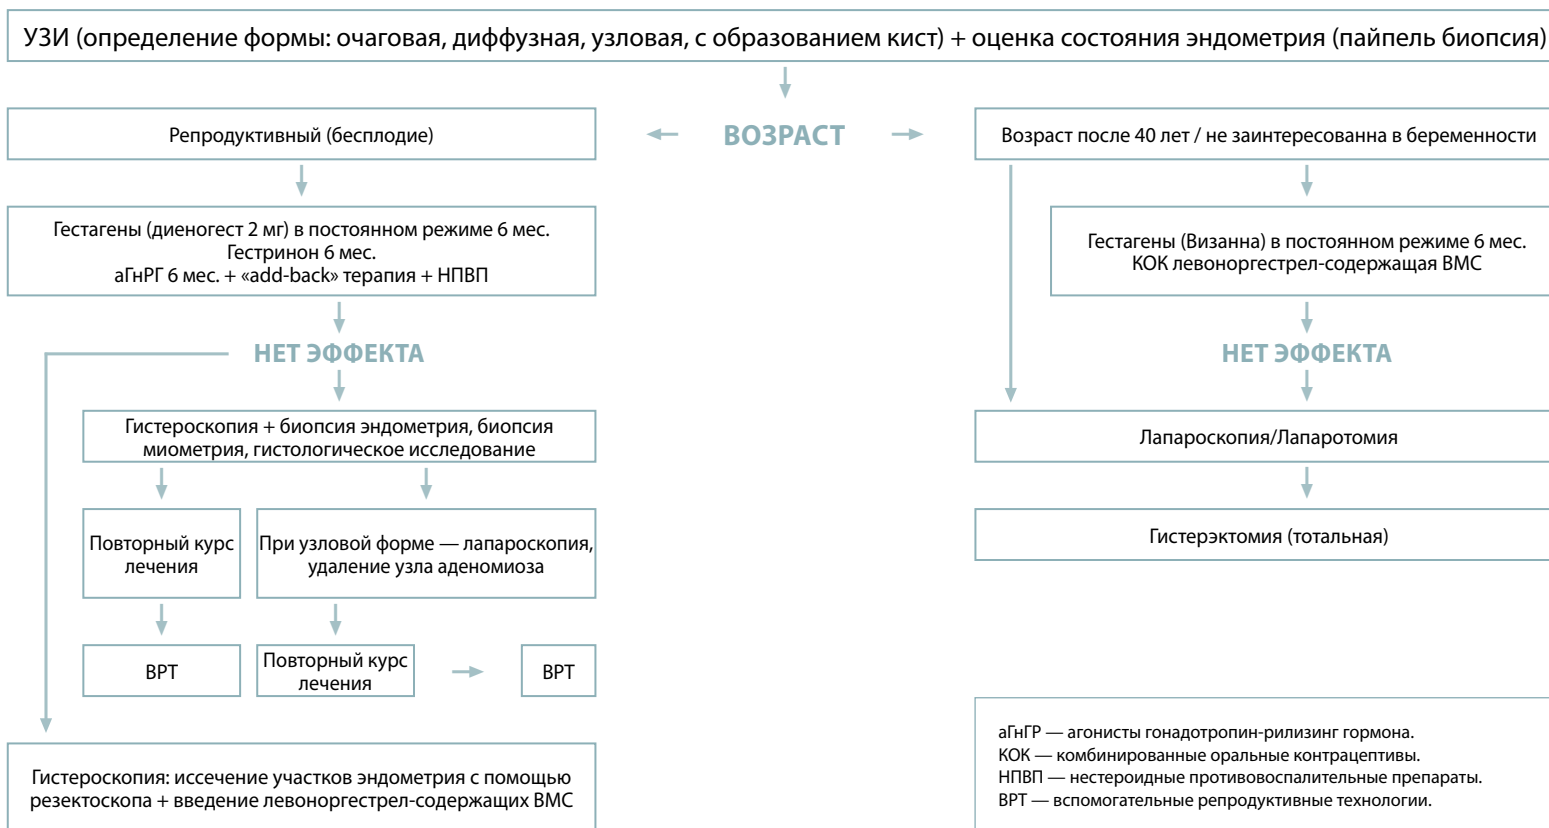 УЗИ (определение формы: очаговая, диффузная, узловая, с образованием кист) + оценка состояния эндометрия (пайпель биопсия)
ВОЗРАСТ
Репродуктивный (бесплодие)
Гестагены (диеногест 2 мг) в постоянном режиме 6 мес.
Гестринон 6 мес.
аГнРГ 6 мес. + «add-back» терапия + НПВП
НЕТ ЭФФЕКТА
Гистероскопия + биопсия эндометрия, биопсия
миометрия, гистологическое исследование
Повторный курс
лечения
ВРТ
При узловой форме — лапароскопия,
удаление узла аденомиоза
Повторный курс
лечения
ВРТ
Гистероскопия: иссечение участков эндометрия с помощью
резектоскопа + введение левоноргестрел-содержащих ВМС
Возраст после 40 лет / не заинтересованна в беременности
Гестагены (Визанна) в постоянном режиме 6 мес.
КОК левоноргестрел-содержащая ВМС
НЕТ ЭФФЕКТА
Лапароскопия/Лапаротомия
Гистерэктомия (тотальная)
аГнГР — агонисты гонадотропин-рилизинг гормона.
КОК — комбинированные оральные контрацептивы.
НПВП — нестероидные противовоспалительные препараты.
ВРТ — вспомогательные репродуктивные технологии.